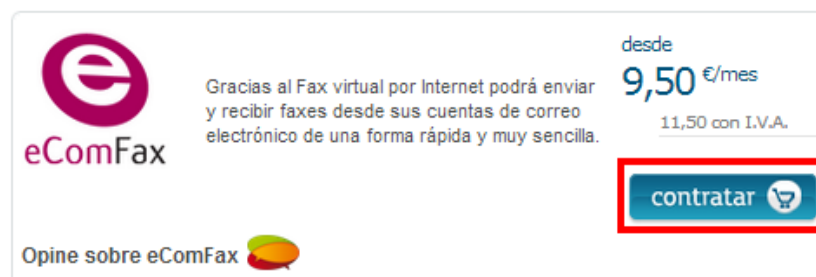 eComFax
Gracias al Fax virtual por Internet podrá enviar
y recibir faxes desde sus cuentas de correo
electrónico de una forma rápida y muy sencilla.
desde
9,50 €/mes
11,50 con I.V.A.
contratar
Opine sobre eComFax